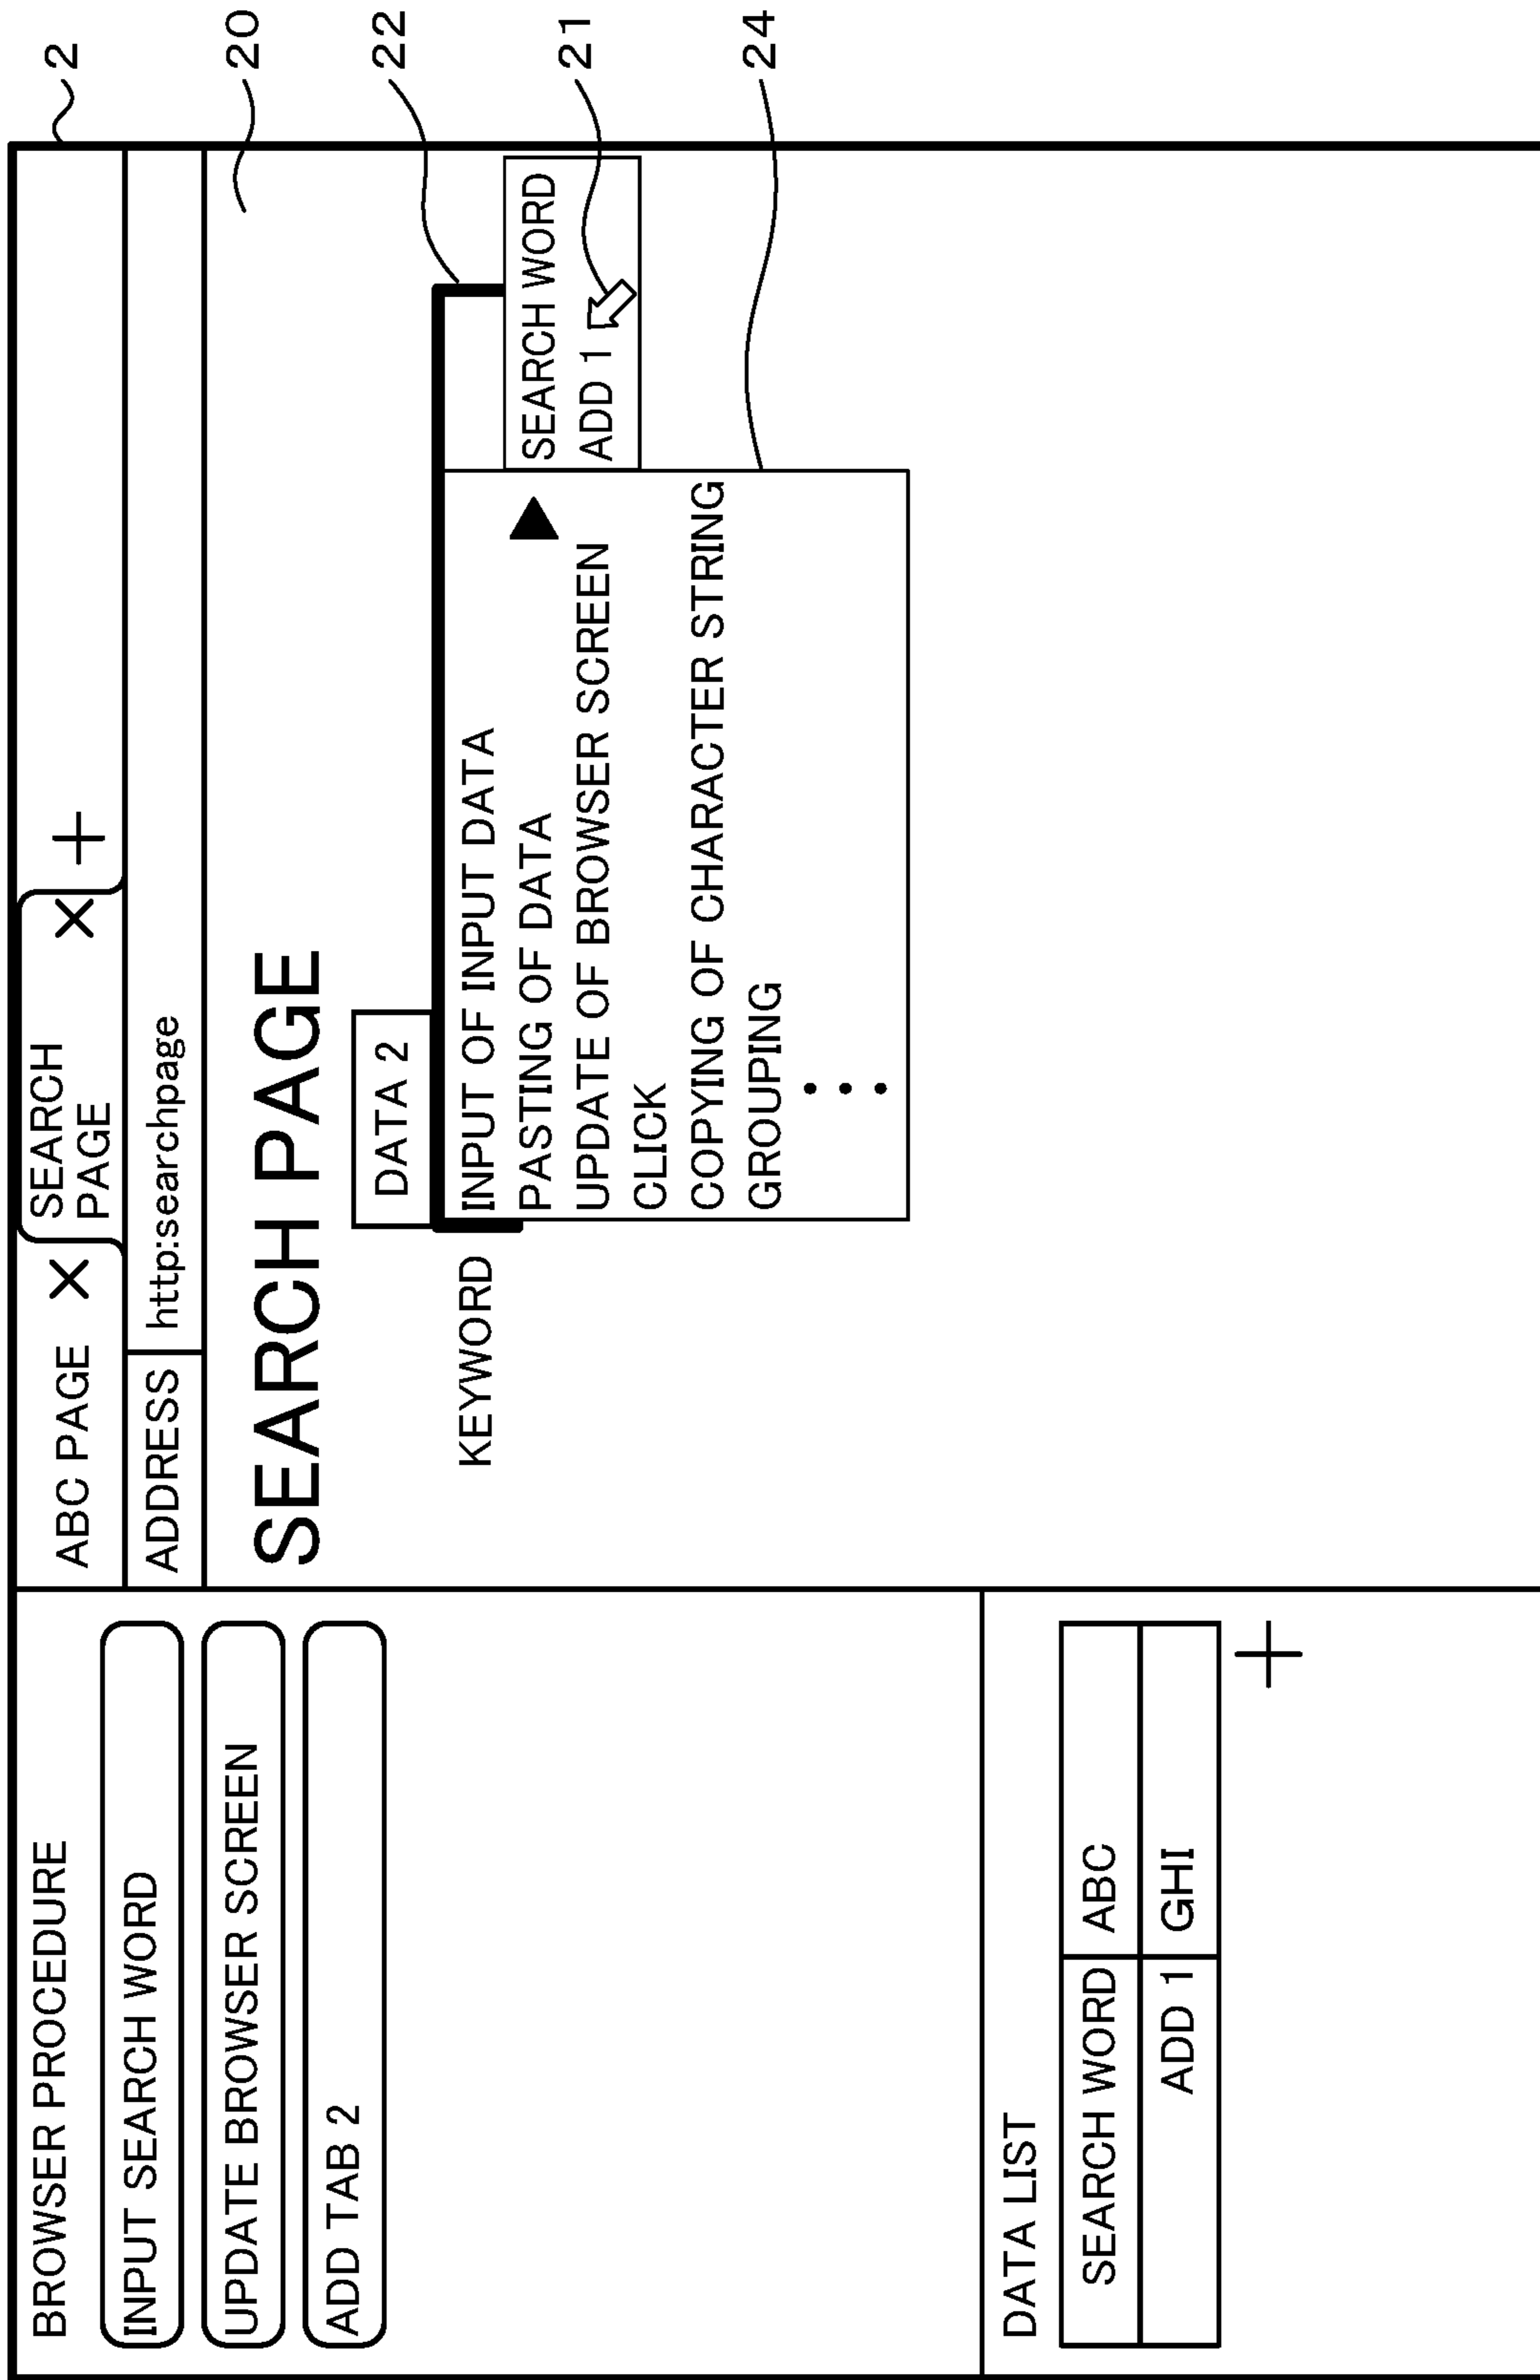 BROWSER PROCEDURE
INPUT SEARCH WORD
UPDATE BROWSER SCREEN
ADD TAB 2
DATA LIST
SEARCH WORD ABC
ADD 1 GHI
+
ABC PAGE ×
SEARCH
PAGE ×
+
ADDRESS http:searchpage
SEARCH PAGE
DATA 2
KEYWORD
INPUT OF INPUT DATA
PASTING OF DATA
UPDATE OF BROWSER SCREEN
CLICK
COPYING OF CHARACTER STRING
GROUPING
SEARCH WORD
ADD 1
2
20
22
21
24